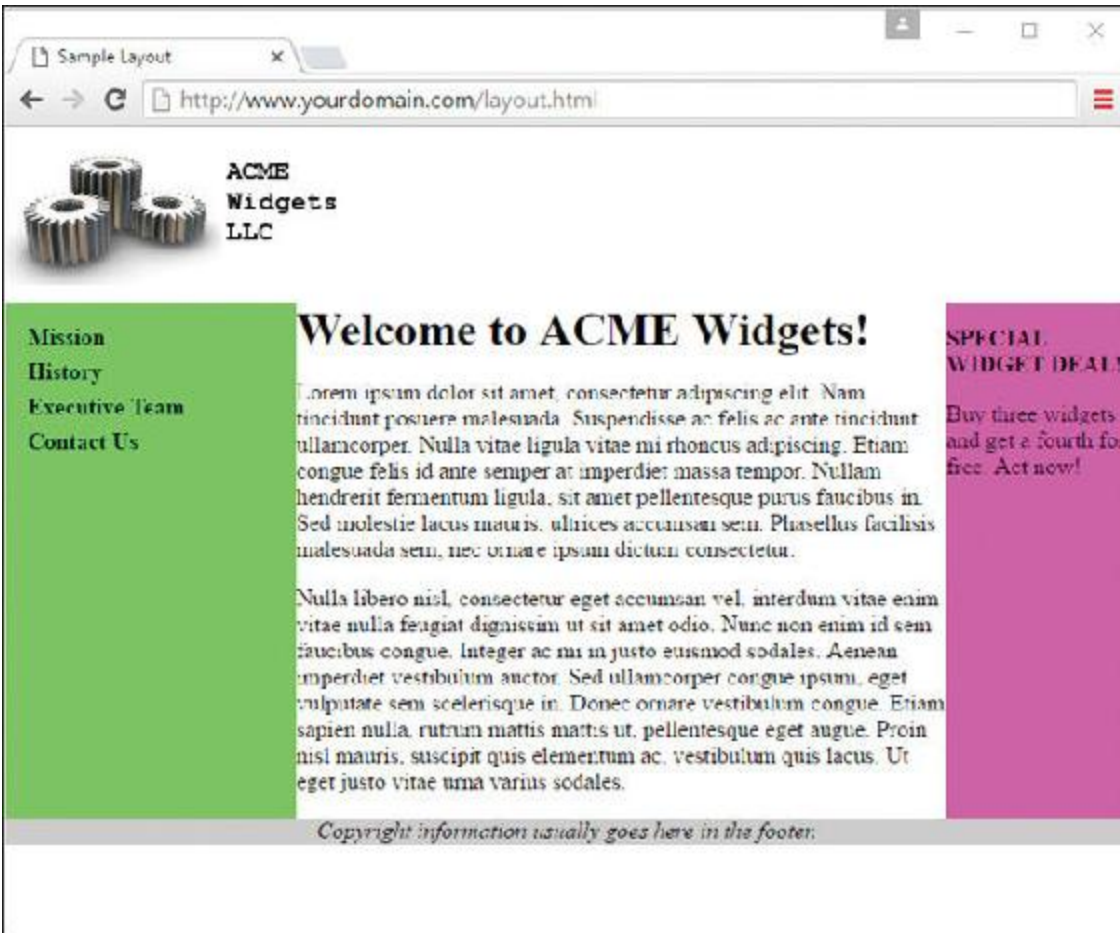 Sample Layout
http://www.yourdomain.com/layout.html
ACME
Widgets
LLC
Mission
History
Executive Team
Contact Us
Welcome to ACME Widgets!
Lorem ipsum dolor sit amet, consectetur adipiscing elit. Nam
tincidunt posuere malesuada. Suspendisse ac felis ac ante tincidunt
ullamcorper. Nulla vitae ligula vitae mi rhoncus adipiscing. Etiam
congue felis id ante semper at imperdiet massa tempor. Nullam
hendrerit fermentum ligula, sit amet pellentesque purus faucibus in.
Sed molestie lacus mauris, ultrices accumsan sem. Phasellus facilisis
malesuada sem, nec ornare ipsum dictum consectetur.
Nulla libero nisl, consectetur eget accumsan vel, interdum vitae enim
vitae nulla feugiat dignissim ut sit amet odio. Nunc non enim id sem
faucibus congue. Integer ac mi in justo euismod sodales. Aenean
imperdiet vestibulum auctor. Sed ullamcorper congue ipsum, eget
vulputate sem scelerisque in. Donec ornare vestibulum congue. Etiam
sapien nulla, rutrum mattis mattis ut, pellentesque eget augue. Proin
nisl mauris, suscipit quis elementum ac, vestibulum quis lacus. Ut
eget justo vitae urna varius sodales.
SPECIAL
WIDGET DEAL!
Buy three widgets
and get a fourth fo
free. Act now!
Copyright information usually goes here in the footer.